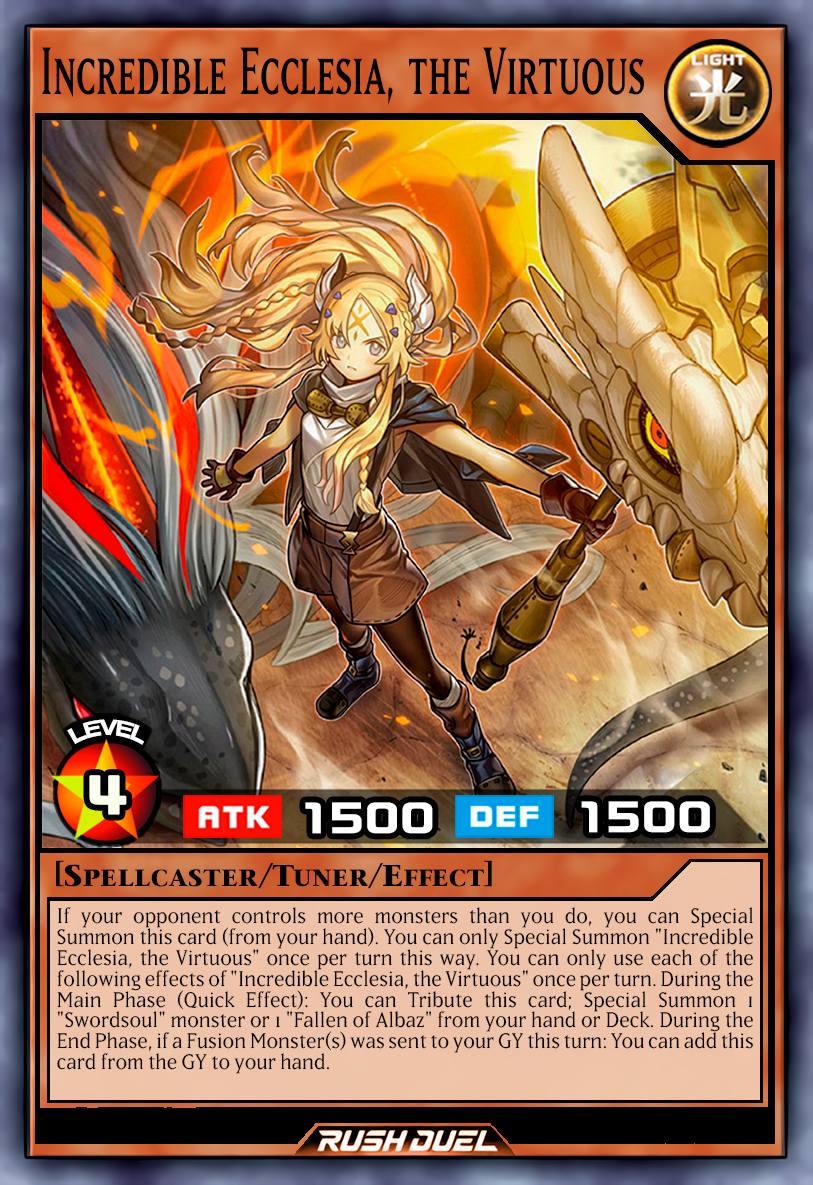 Incredible Ecclesia, the Virtuous
LIGHT
光
LEVEL
4
ATK 1500 DEF 1500
[Spellcaster/Tuner/Effect]
If your opponent controls more monsters than you do, you can Special
Summon this card (from your hand). You can only Special Summon "Incredible
Ecclesia, the Virtuous" once per turn this way. You can only use each of the
following effects of "Incredible Ecclesia, the Virtuous" once per turn. During the
Main Phase (Quick Effect): You can Tribute this card; Special Summon 1
"Swordsoul" monster or 1 "Fallen of Albaz" from your hand or Deck. During the
End Phase, if a Fusion Monster(s) was sent to your GY this turn: You can add this
card from the GY to your hand.
RUSH DUEL